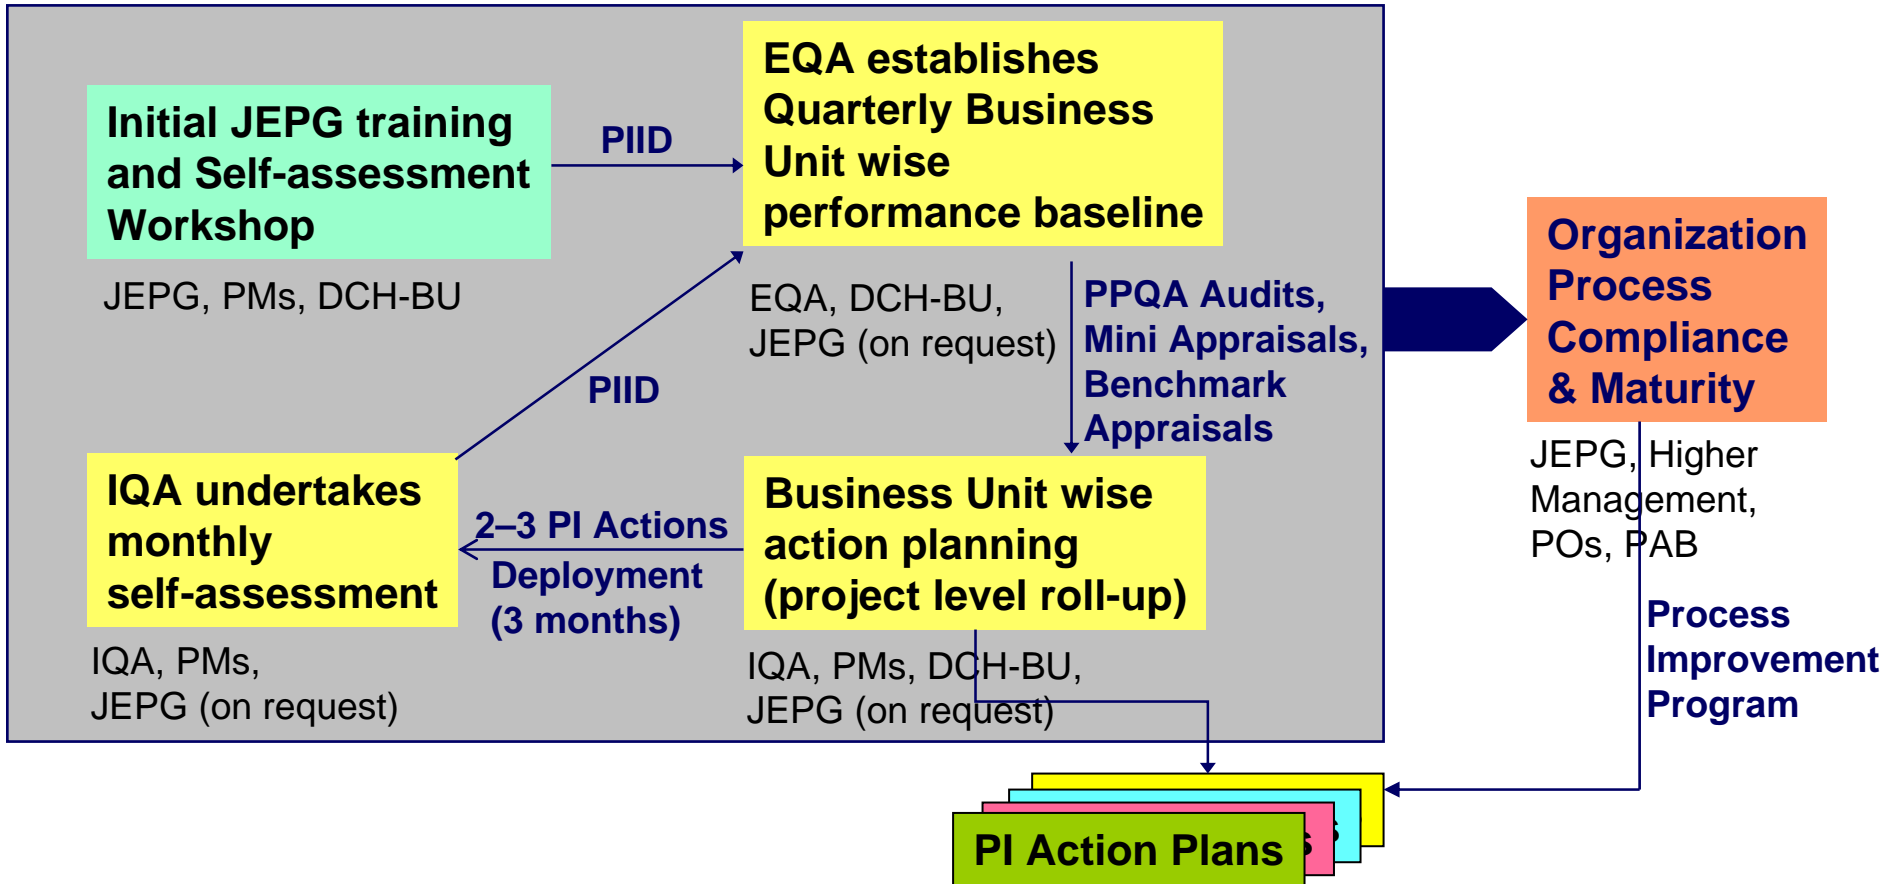 Initial JEPG training
and Self-assessment
Workshop
JEPG, PMs, DCH-BU
PIID
EQA establishes
Quarterly Business
Unit wise
performance baseline
EQA, DCH-BU,
JEPG (on request)
PPQA Audits,
Mini Appraisals,
Benchmark
Appraisals
PIID
IQA undertakes
monthly
self-assessment
IQA, PMs,
JEPG (on request)
2–3 PI Actions
Deployment
(3 months)
Business Unit wise
action planning
(project level roll-up)
IQA, PMs, DCH-BU,
JEPG (on request)
Organization
Process
Compliance
& Maturity
JEPG, Higher
Management,
POs, PAB
Process
Improvement
Program
PI Action Plans